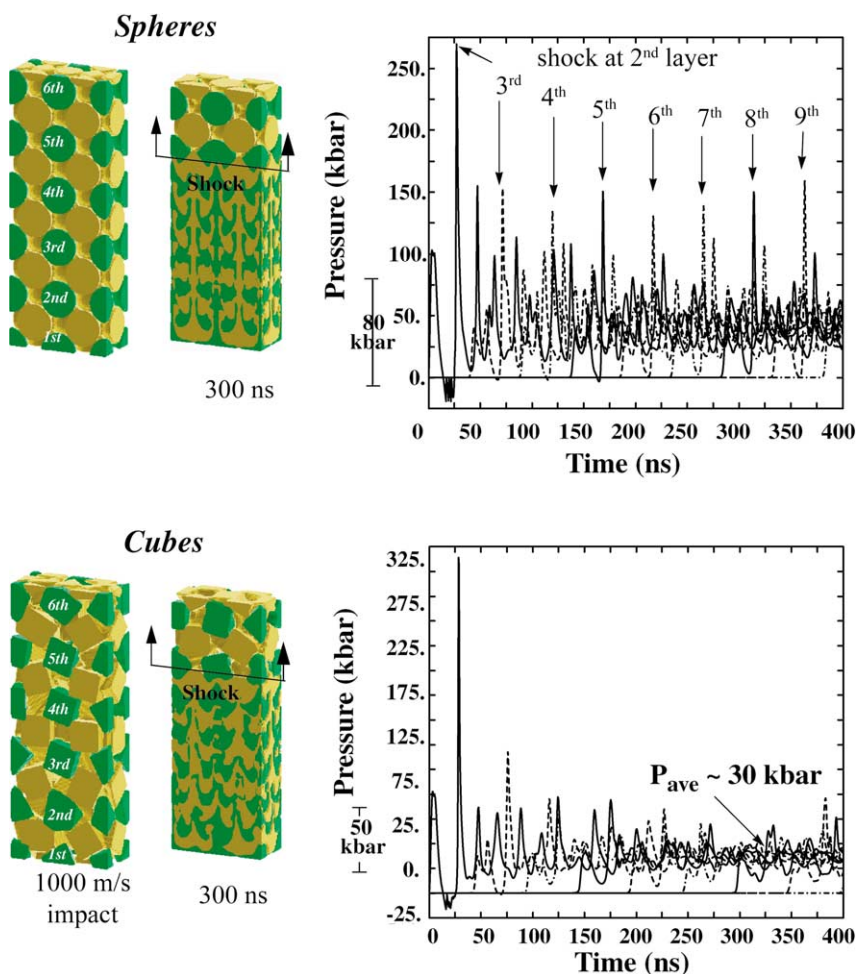 Spheres
6th
5th
4th
3rd
2nd
1st
Shock
300 ns
shock at 2nd layer
3rd
4th
5th
6th
7th
8th
9th
Pressure (kbar)
250.
200.
150.
100.
50.
0.
80
kbar
0 50 100 150 200 250 300 350 400
Time (ns)
Cubes
6th
5th
4th
3rd
2nd
1st
1000 m/s
impact
Shock
300 ns
Pressure (kbar)
325.
275.
225.
175.
125.
75.
25.
0.
-25.
50
kbar
Pave ~ 30 kbar
0 50 100 150 200 250 300 350 400
Time (ns)